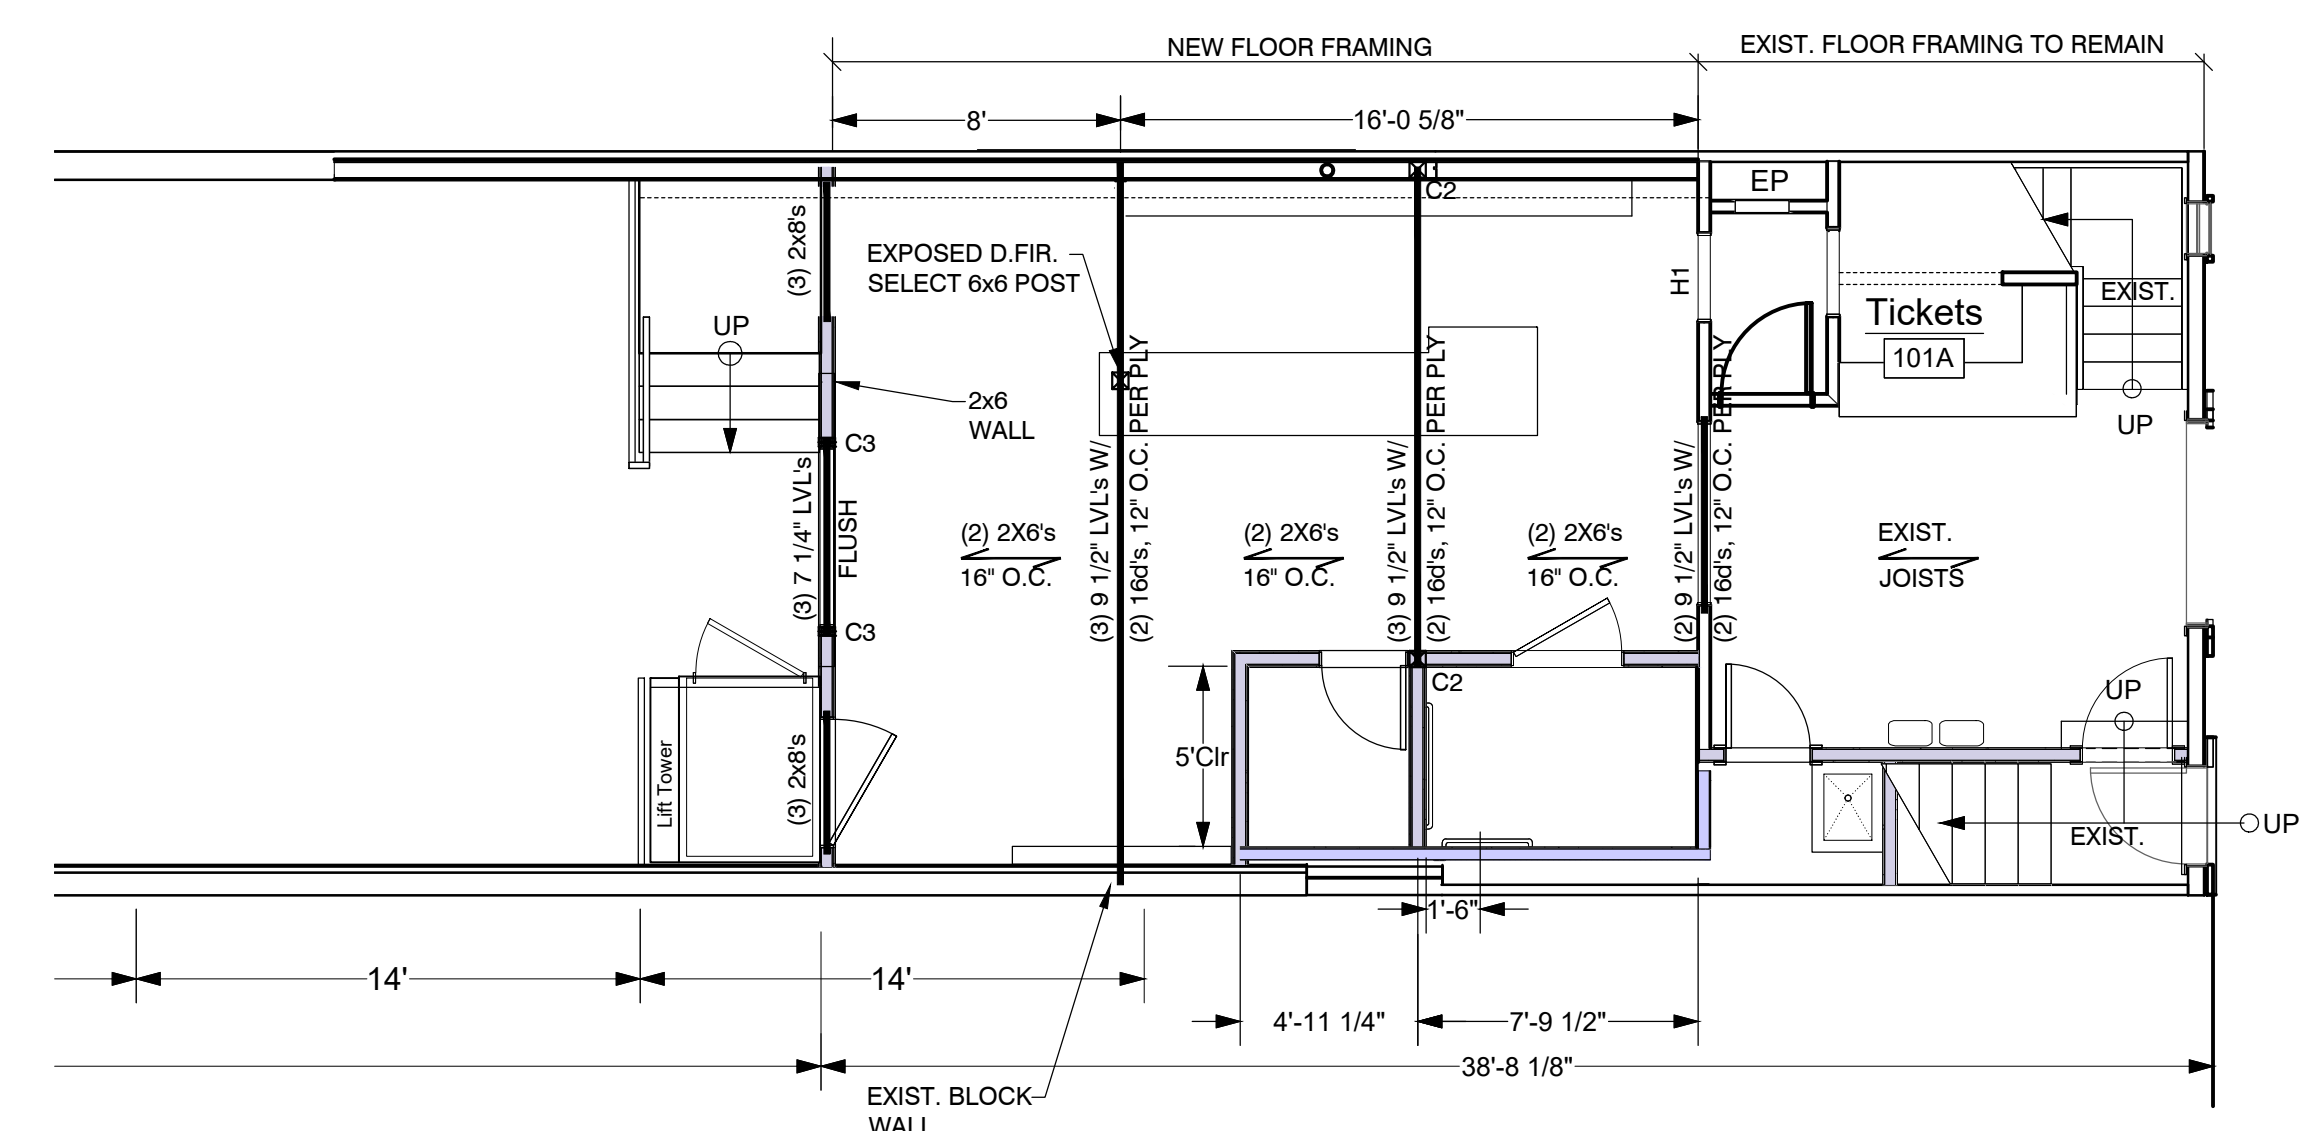 NEW FLOOR FRAMING
EXIST. FLOOR FRAMING TO REMAIN
8'
16'-0 5/8"
EP
C2
(3) 2x8's
EXPOSED D.FIR.
SELECT 6x6 POST
H1
EXIST.
Tickets
101A
UP
UP
2x6
WALL
C3
(3) 7 1/4" LVL's
FLUSH
C3
(3) 9 1/2" LVL's W/
(2) 16d's, 12" O.C. PER PLY
(3) 9 1/2" LVL's W/
(2) 16d's, 12" O.C. PER PLY
(2) 9 1/2" LVL's W/
(2) 16d's, 12" O.C. PER PLY
(2) 2X6's
16" O.C.
(2) 2X6's
16" O.C.
(2) 2X6's
16" O.C.
EXIST.
JOISTS
C2
UP
5'Clr
Lift Tower
(3) 2x8's
EXIST.
UP
1'-6"
14'
14'
4'-11 1/4"
7'-9 1/2"
38'-8 1/8"
EXIST. BLOCK
WALL